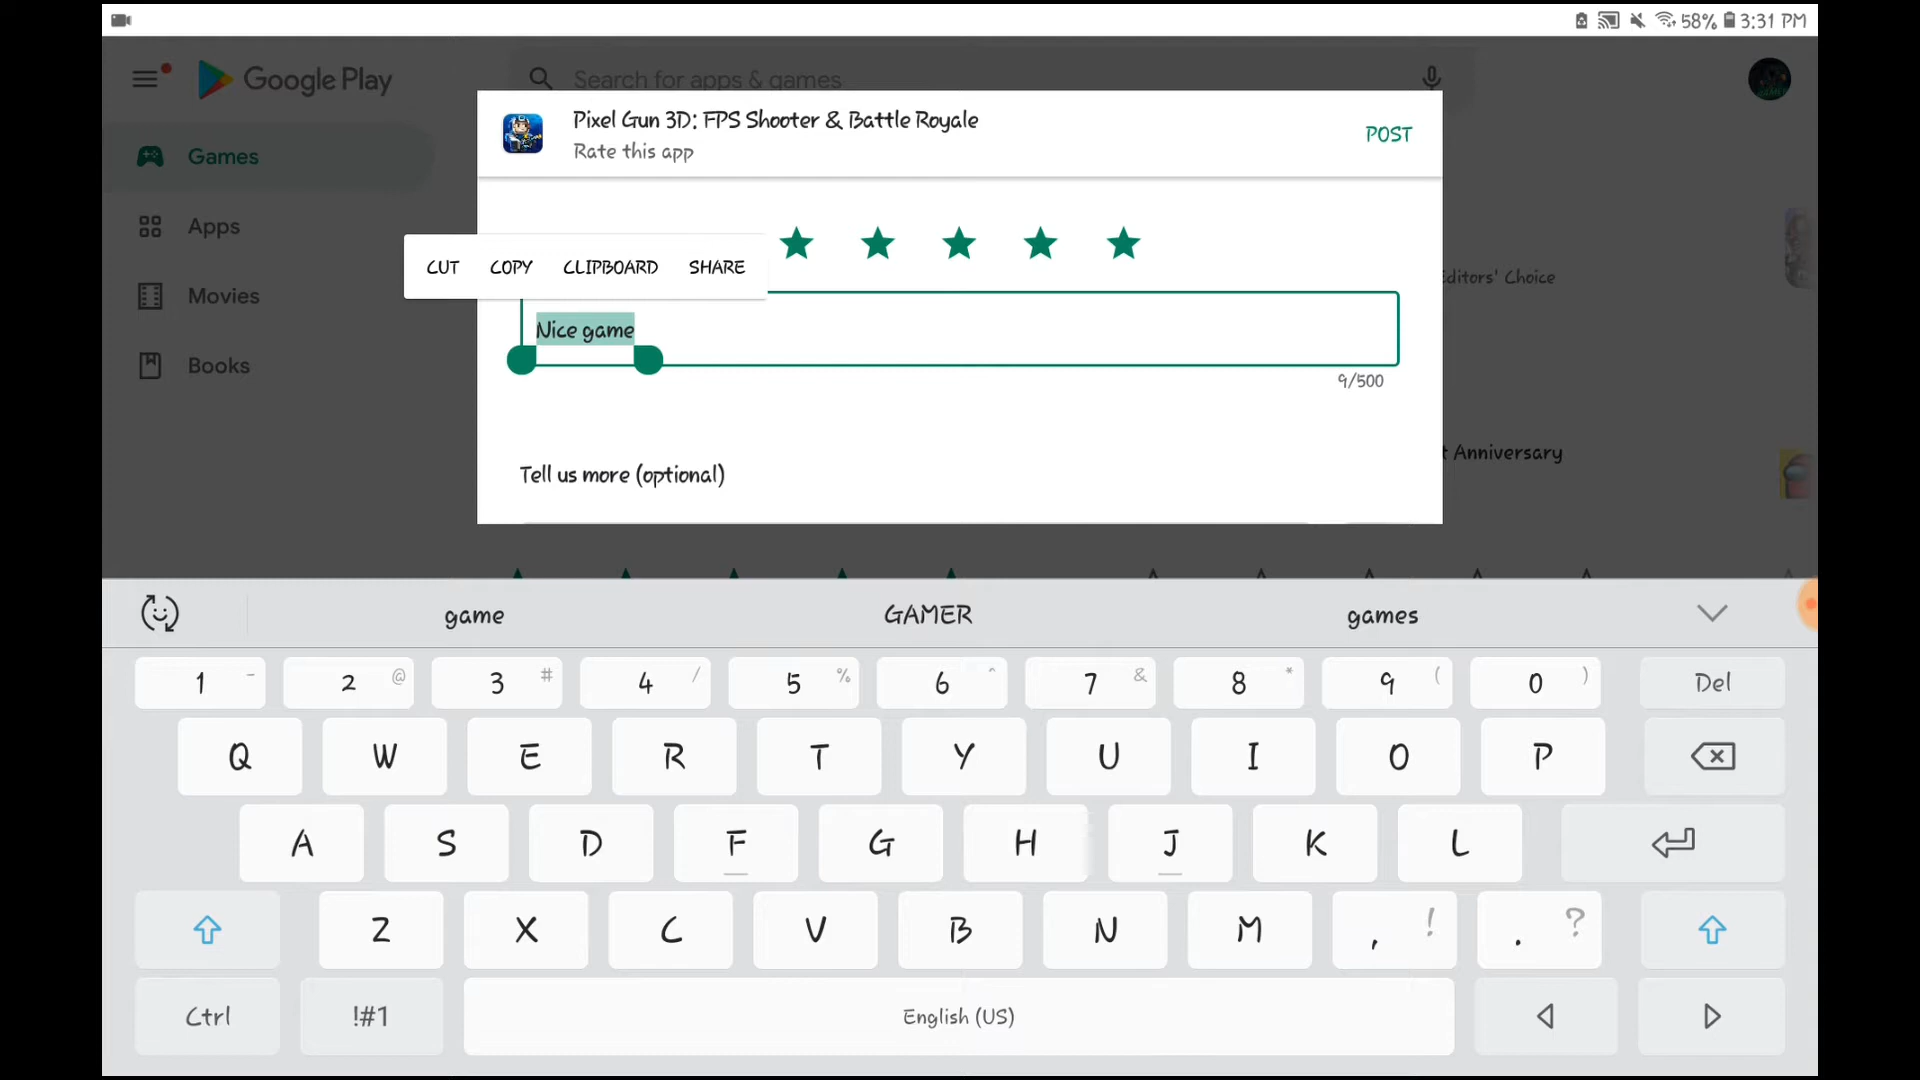 58% 3:31 PM
Google Play
Search for apps & games
Pixel Gun 3D: FPS Shooter & Battle Royale
Rate this app
POST
Games
Apps
Movies
Books
CUT COPY CLIPBOARD SHARE
Editors' Choice
Nice game
9/500
t Anniversary
Tell us more (optional)
game GAMER games
1 - 2 @ 3 # 4 / 5 % 6 ^ 7 & 8 * 9 ( 0 ) Del
Q W E R T Y U I O P
A S D F G H J K L
Z X C V B N M , ! . ?
Ctrl !#1 English (US)